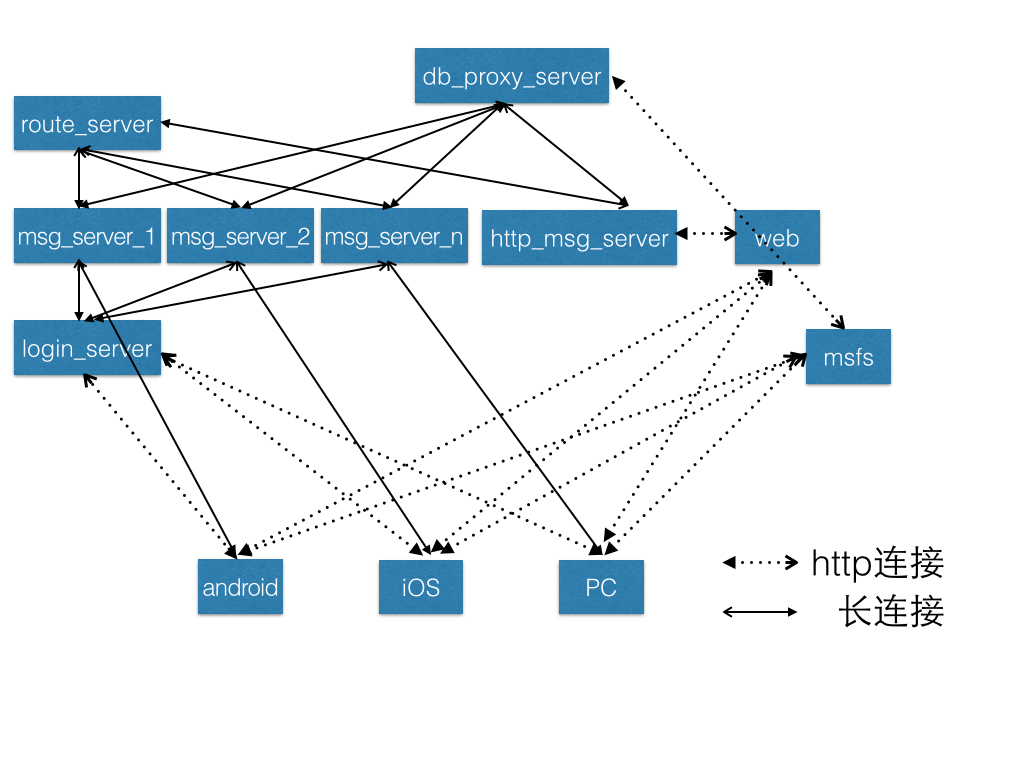 db_proxy_server
route_server
msg_server_1
msg_server_2
msg_server_n
http_msg_server
web
login_server
msfs
android
iOS
PC
http连接
长连接